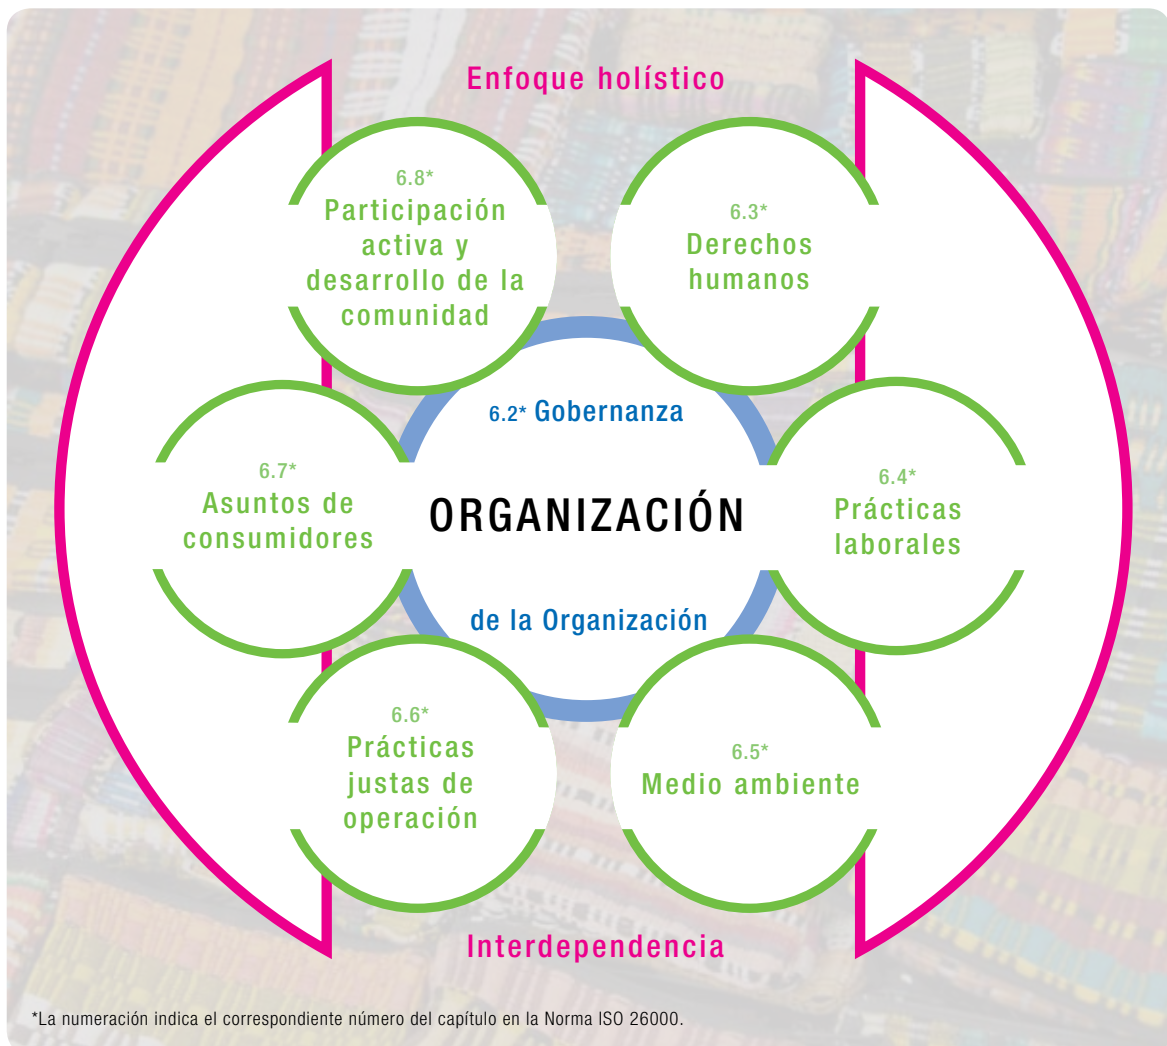 Enfoque holístico
6.8*
Participación
activa y
desarrollo de la
comunidad
6.3*
Derechos
humanos
6.2* Gobernanza
6.7*
Asuntos de
consumidores
ORGANIZACIÓN
6.4*
Prácticas
laborales
de la Organización
6.6*
Prácticas
justas de
operación
6.5*
Medio ambiente
Interdependencia
*La numeración indica el correspondiente número del capítulo en la Norma ISO 26000.